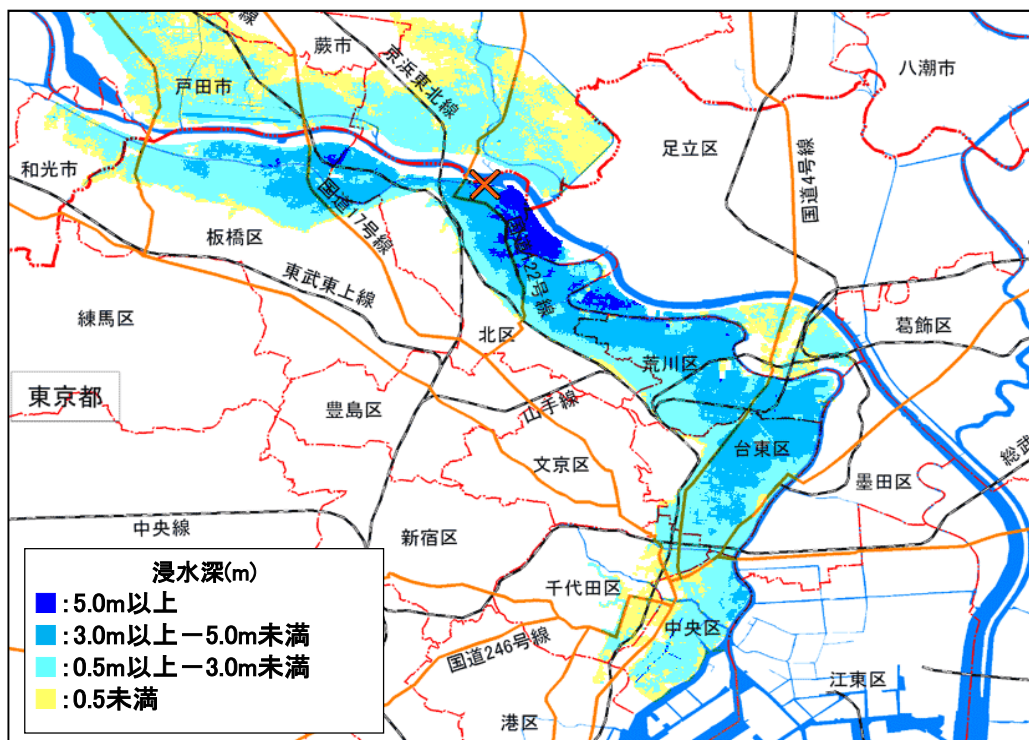 蕨市
京浜東北線
八潮市
戸田市
足立区
国道4号線
和光市
国道17号線
板橋区
東武東上線
国道122号線
練馬区
北区
葛飾区
荒川区
東京都
豊島区
山手線
台東区
文京区
総武
墨田区
中央線
新宿区
千代田区
中央区
国道246号線
江東区
港区
浸水深(m)
:5.0m以上
:3.0m以上－5.0m未満
:0.5m以上－3.0m未満
:0.5未満